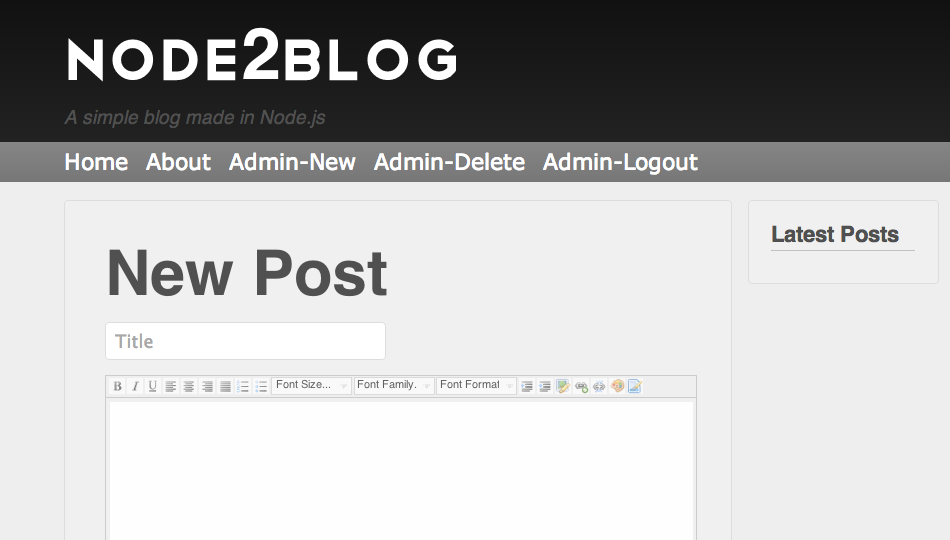 NODE2BLOG
A simple blog made in Node.js
Home About Admin-New Admin-Delete Admin-Logout
New Post
Latest Posts
Title
B I U Font Size... Font Family. Font Format